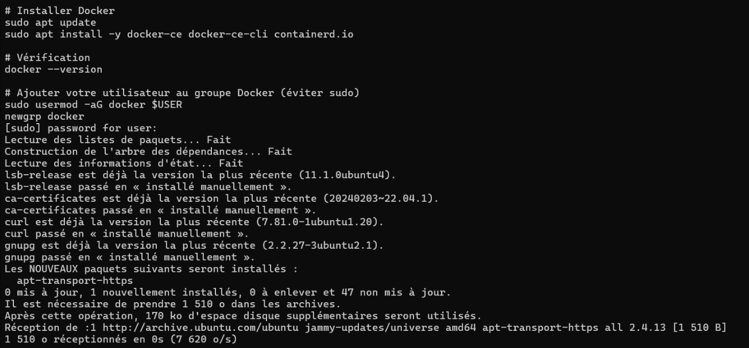 # Installer Docker
sudo apt update
sudo apt install -y docker-ce docker-ce-cli containerd.io

# Vérification
docker --version

# Ajouter votre utilisateur au groupe Docker (éviter sudo)
sudo usermod -aG docker $USER
newgrp docker
[sudo] password for user:
Lecture des listes de paquets... Fait
Construction de l'arbre des dépendances... Fait
Lecture des informations d'état... Fait
lsb-release est déjà la version la plus récente (11.1.0ubuntu4).
lsb-release passé en « installé manuellement ».
ca-certificates est déjà la version la plus récente (20240203~22.04.1).
ca-certificates passé en « installé manuellement ».
curl est déjà la version la plus récente (7.81.0-1ubuntu1.20).
curl passé en « installé manuellement ».
gnupg est déjà la version la plus récente (2.2.27-3ubuntu2.1).
gnupg passé en « installé manuellement ».
Les NOUVEAUX paquets suivants seront installés :
  apt-transport-https
0 mis à jour, 1 nouvellement installés, 0 à enlever et 47 non mis à jour.
Il est nécessaire de prendre 1 510 o dans les archives.
Après cette opération, 170 ko d'espace disque supplémentaires seront utilisés.
Réception de :1 http://archive.ubuntu.com/ubuntu jammy-updates/universe amd64 apt-transport-https all 2.4.13 [1 510 B]
1 510 o réceptionnés en 0s (7 620 o/s)